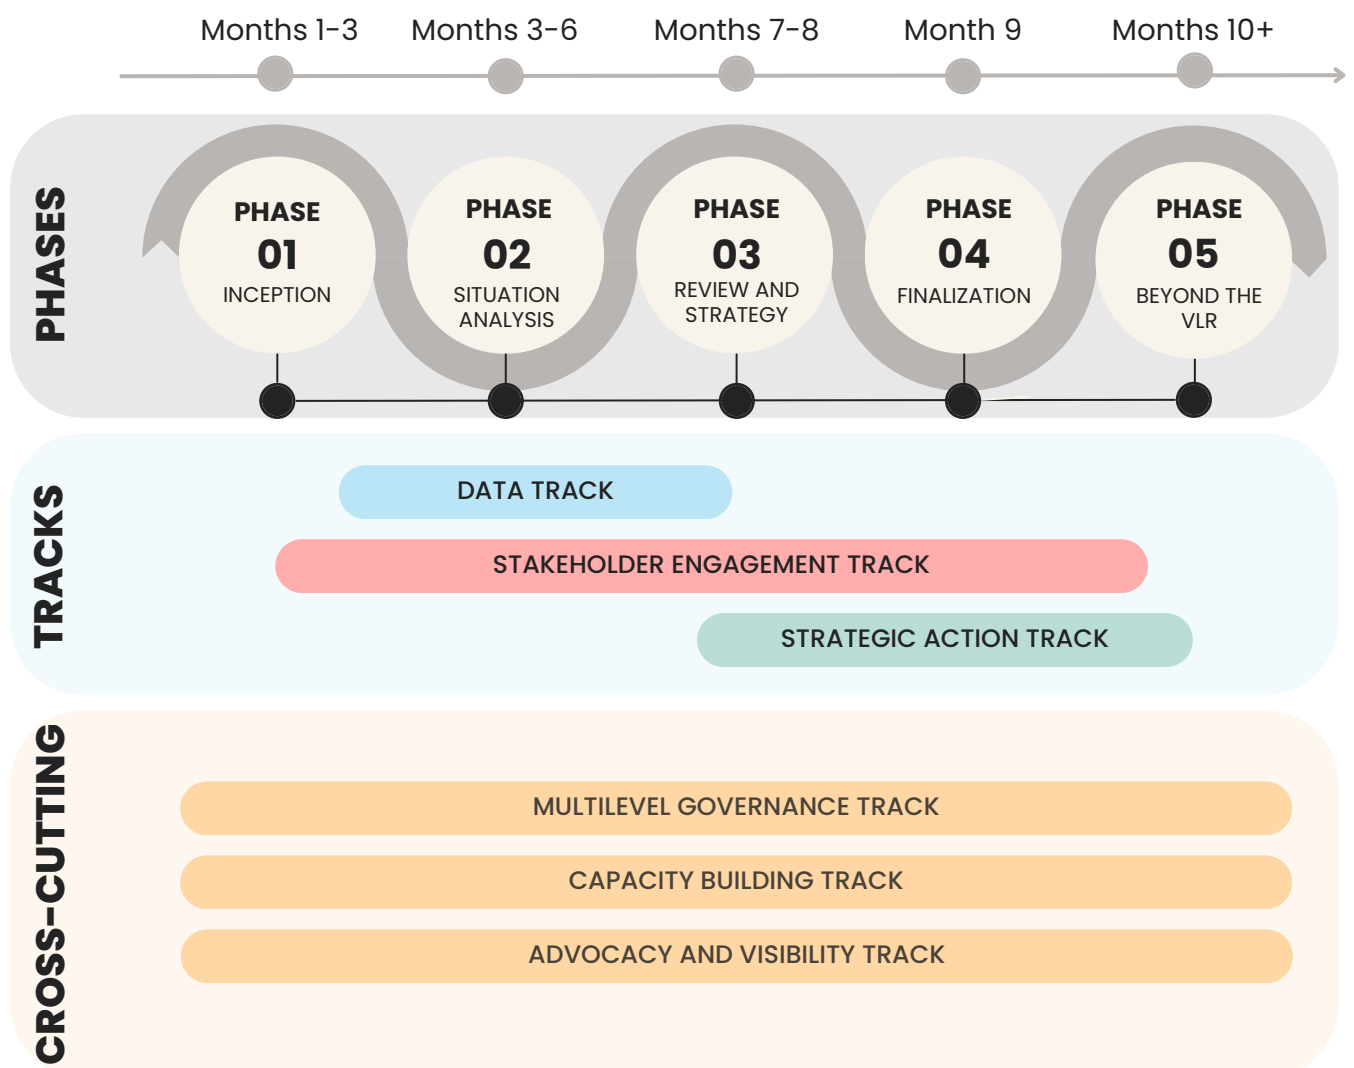 Months 1-3
Months 3-6
Months 7-8
Month 9
Months 10+
PHASES
PHASE
01
INCEPTION
PHASE
02
SITUATION
ANALYSIS
PHASE
03
REVIEW AND
STRATEGY
PHASE
04
FINALIZATION
PHASE
05
BEYOND THE
VLR
TRACKS
DATA TRACK
STAKEHOLDER ENGAGEMENT TRACK
STRATEGIC ACTION TRACK
CROSS-CUTTING
MULTILEVEL GOVERNANCE TRACK
CAPACITY BUILDING TRACK
ADVOCACY AND VISIBILITY TRACK